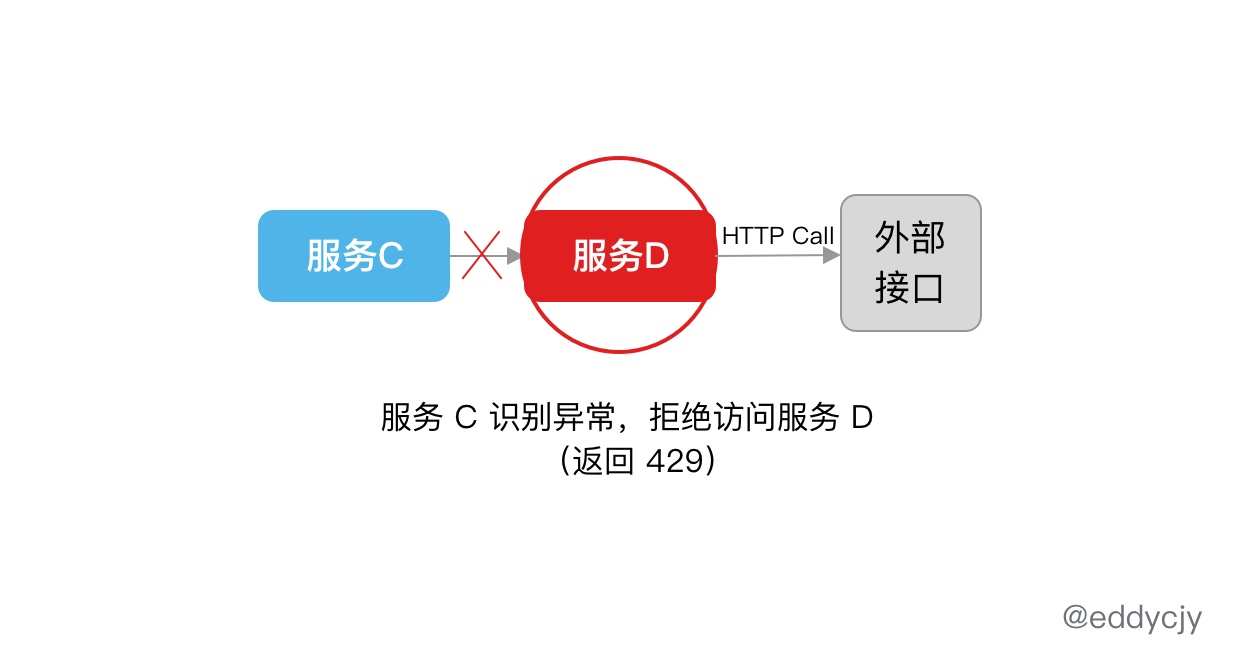 服务C
服务D
HTTP Call
外部
接口
服务 C 识别异常，拒绝访问服务 D
（返回 429）
@eddycjy